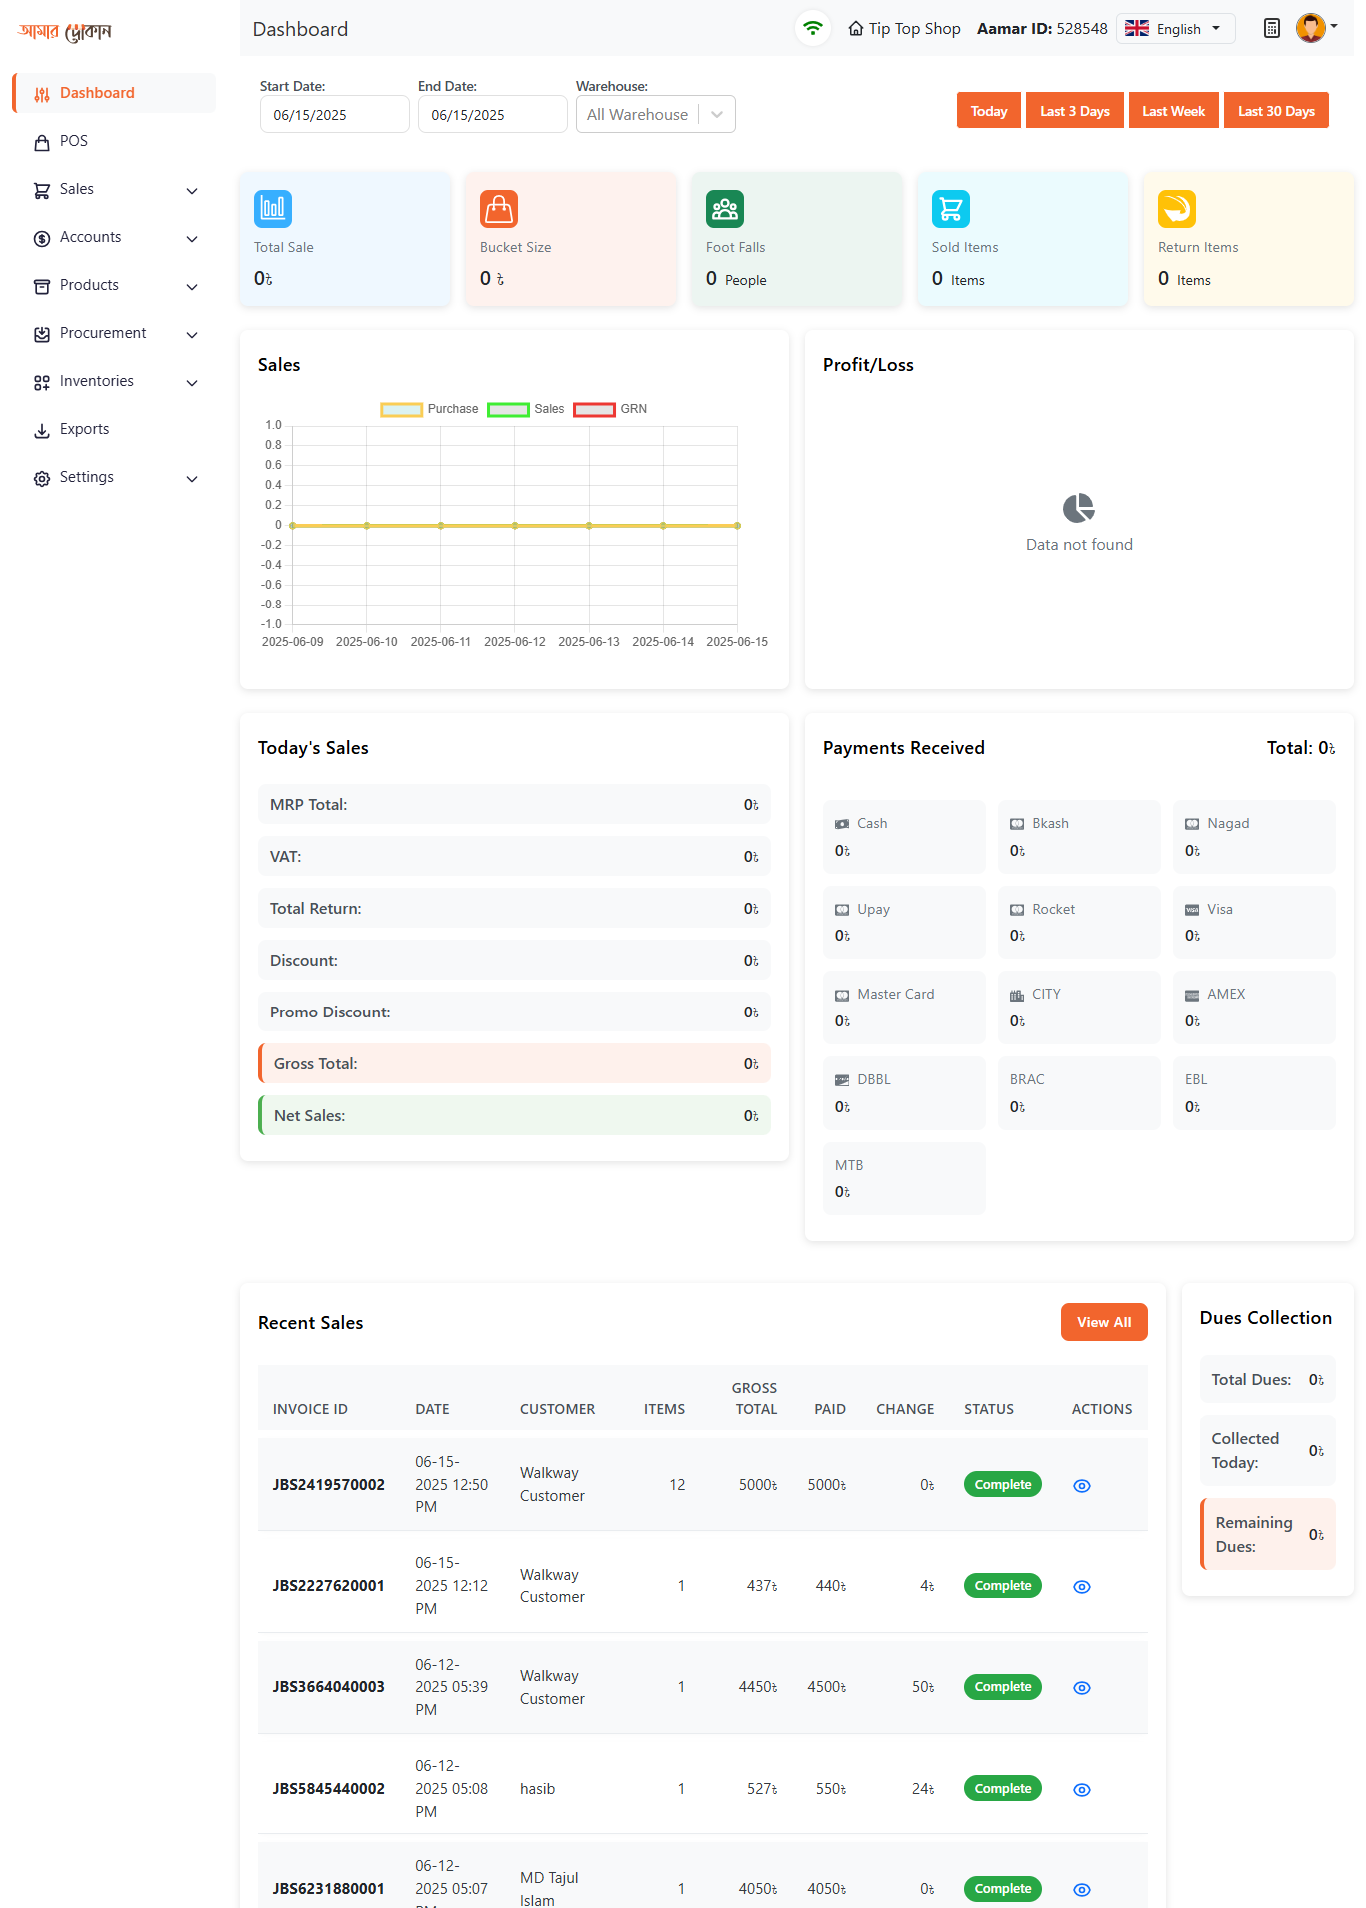 আমার দোকান
Dashboard
Tip Top Shop
Aamar ID: 528548
English
Dashboard
POS
Sales
Accounts
Products
Procurement
Inventories
Exports
Settings
Start Date:
End Date:
Warehouse:
06/15/2025
06/15/2025
All Warehouse
Today
Last 3 Days
Last Week
Last 30 Days
Total Sale
0৳
Bucket Size
0 ৳
Foot Falls
0 People
Sold Items
0 Items
Return Items
0 Items
Sales
Purchase
Sales
GRN
1.0
0.8
0.6
0.4
0.2
0
-0.2
-0.4
-0.6
-0.8
-1.0
2025-06-09 2025-06-10 2025-06-11 2025-06-12 2025-06-13 2025-06-14 2025-06-15
Profit/Loss
Data not found
Today's Sales
MRP Total: 0৳
VAT: 0৳
Total Return: 0৳
Discount: 0৳
Promo Discount: 0৳
Gross Total: 0৳
Net Sales: 0৳
Payments Received
Total: 0৳
Cash
0৳
Bkash
0৳
Nagad
0৳
Upay
0৳
Rocket
0৳
VISA Visa
0৳
Master Card
0৳
CITY
0৳
AMEX
0৳
DBBL
0৳
BRAC
0৳
EBL
0৳
MTB
0৳
Recent Sales
View All
INVOICE ID DATE CUSTOMER ITEMS GROSS TOTAL PAID CHANGE STATUS ACTIONS
JBS2419570002 06-15-2025 12:50 PM Walkway Customer 12 5000৳ 5000৳ 0৳ Complete
JBS2227620001 06-15-2025 12:12 PM Walkway Customer 1 437৳ 440৳ 4৳ Complete
JBS3664040003 06-12-2025 05:39 PM Walkway Customer 1 4450৳ 4500৳ 50৳ Complete
JBS5845440002 06-12-2025 05:08 PM hasib 1 527৳ 550৳ 24৳ Complete
JBS6231880001 06-12-2025 05:07 MD Tajul Islam 1 4050৳ 4050৳ 0৳ Complete
Dues Collection
Total Dues: 0৳
Collected Today: 0৳
Remaining Dues: 0৳